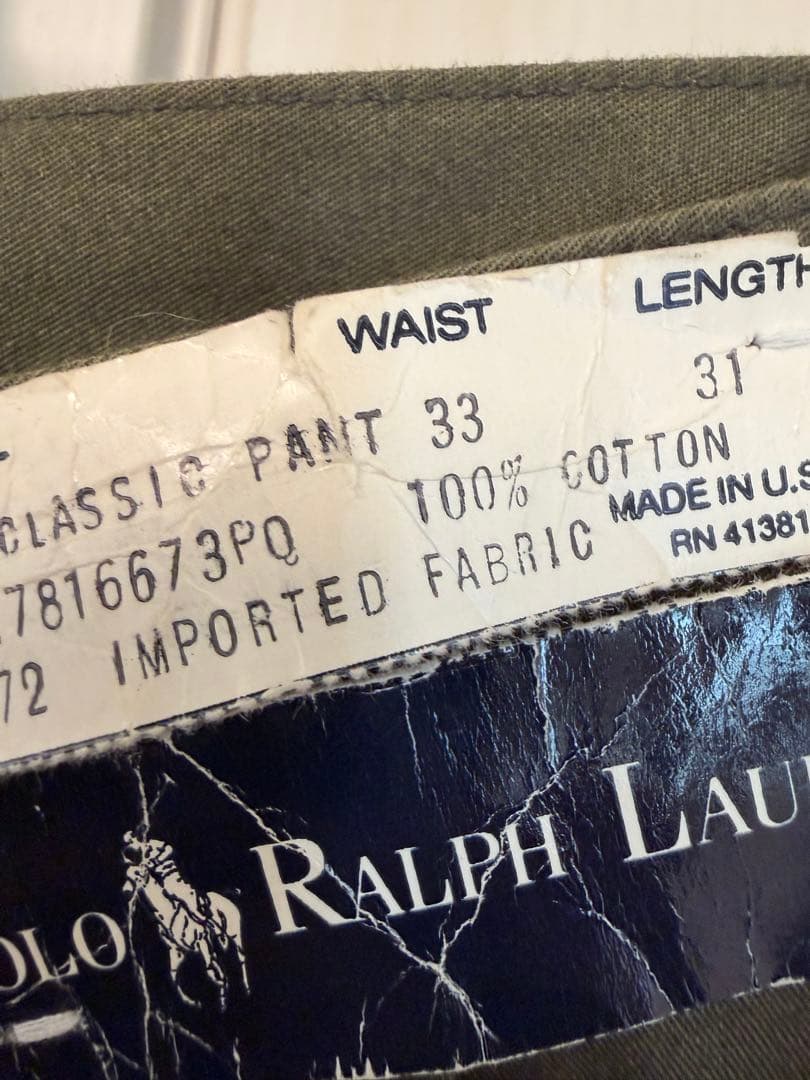 WAIST LENGTH
CLASSIC PANT 33 31
7816673PQ 100% COTTON
72 IMPORTED FABRIC MADE IN U.S
RN 41381
OLO RALPH LAU